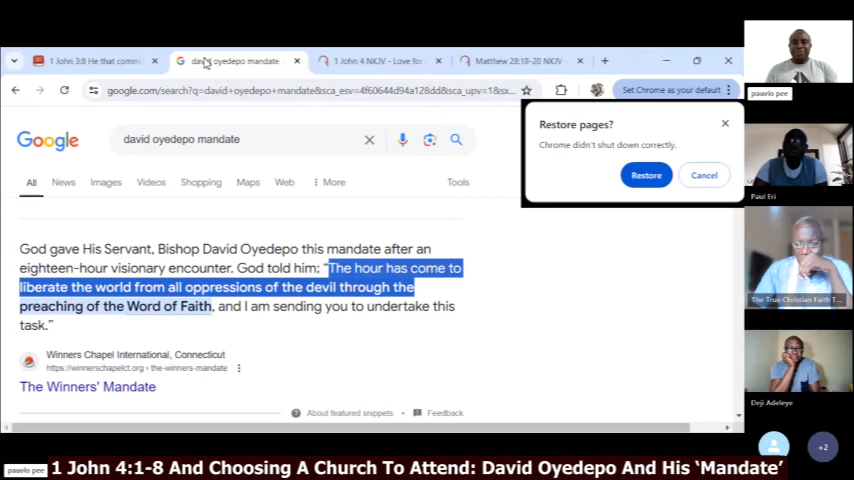 1 John 3:8 He that comm
david oyedepo mandate
1 John 4 NKJV - Love for
Matthew 28:18-20 NKJV
google.com/search?q=david+oyedepo+mandate&sca_esv=4f60644d94a128dd&sca_upv=1&sx...
Set Chrome as your default
Restore pages?
Chrome didn't shut down correctly.
Restore
Cancel
Google
david oyedepo mandate
All
News
Images
Videos
Shopping
Maps
Web
More
Tools
God gave His Servant, Bishop David Oyedepo this mandate after an
eighteen-hour visionary encounter. God told him; “The hour has come to
liberate the world from all oppressions of the devil through the
preaching of the Word of Faith, and I am sending you to undertake this
task.”
Winners Chapel International, Connecticut
https://winnerschapelct.org › the-winners-mandate
The Winners' Mandate
About featured snippets
Feedback
pauvlo pee
Paul Eri
The True Christian Faith T...
Deji Adeleye
+2
pauvlo pee
1 John 4:1-8 And Choosing A Church To Attend: David Oyedepo And His ‘Mandate’